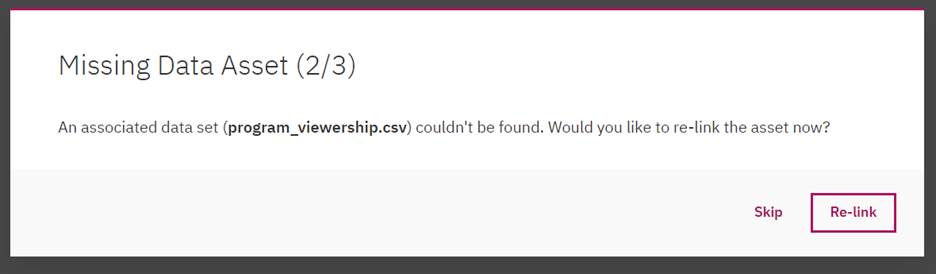 Missing Data Asset (2/3)
An associated data set (program_viewership.csv) couldn't be found. Would you like to re-link the asset now?
Skip
Re-link